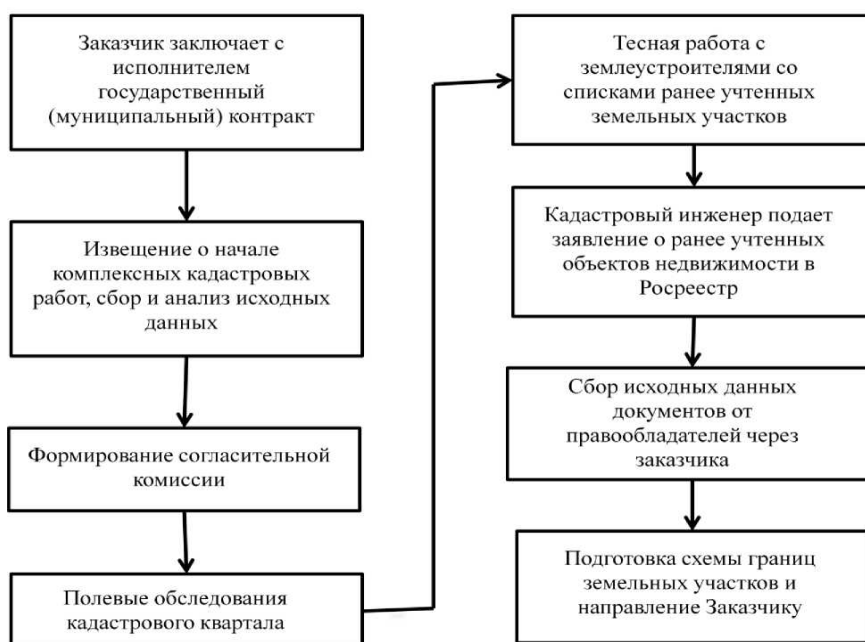 Заказчик заключает с
исполнителем
государственный
(муниципальный) контракт
Извещение о начале
комплексных кадастровых
работ, сбор и анализ исходных
данных
Формирование согласительной
комиссии
Полевые обследования
кадастрового квартала
Тесная работа с
землеустроителями со
списками ранее учтенных
земельных участков
Кадастровый инженер подает
заявление о ранее учтенных
объектов недвижимости в
Росреестр
Сбор исходных данных
документов от
правообладателей через
заказчика
Подготовка схемы границ
земельных участков и
направление Заказчику